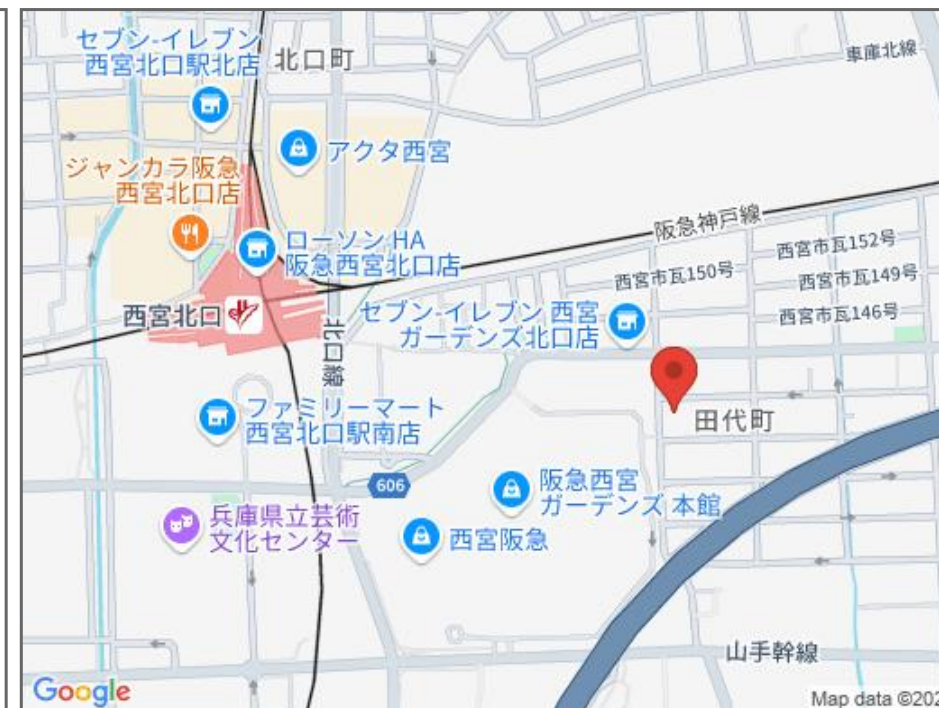 セブン-イレブン
西宮北口駅北店
北口町
車庫北線
アクタ西宮
ジャンカラ阪急
西宮北口店
ローソン HA
阪急西宮北口店
阪急神戸線
西宮市瓦152号
西宮市瓦150号
西宮市瓦149号
西宮市瓦146号
西宮北口
北口線
セブン-イレブン 西宮
ガーデンズ北口店
ファミリーマート
西宮北口駅南店
田代町
606
阪急西宮
ガーデンズ 本館
兵庫県立芸術
文化センター
西宮阪急
山手幹線
Google
Map data ©202